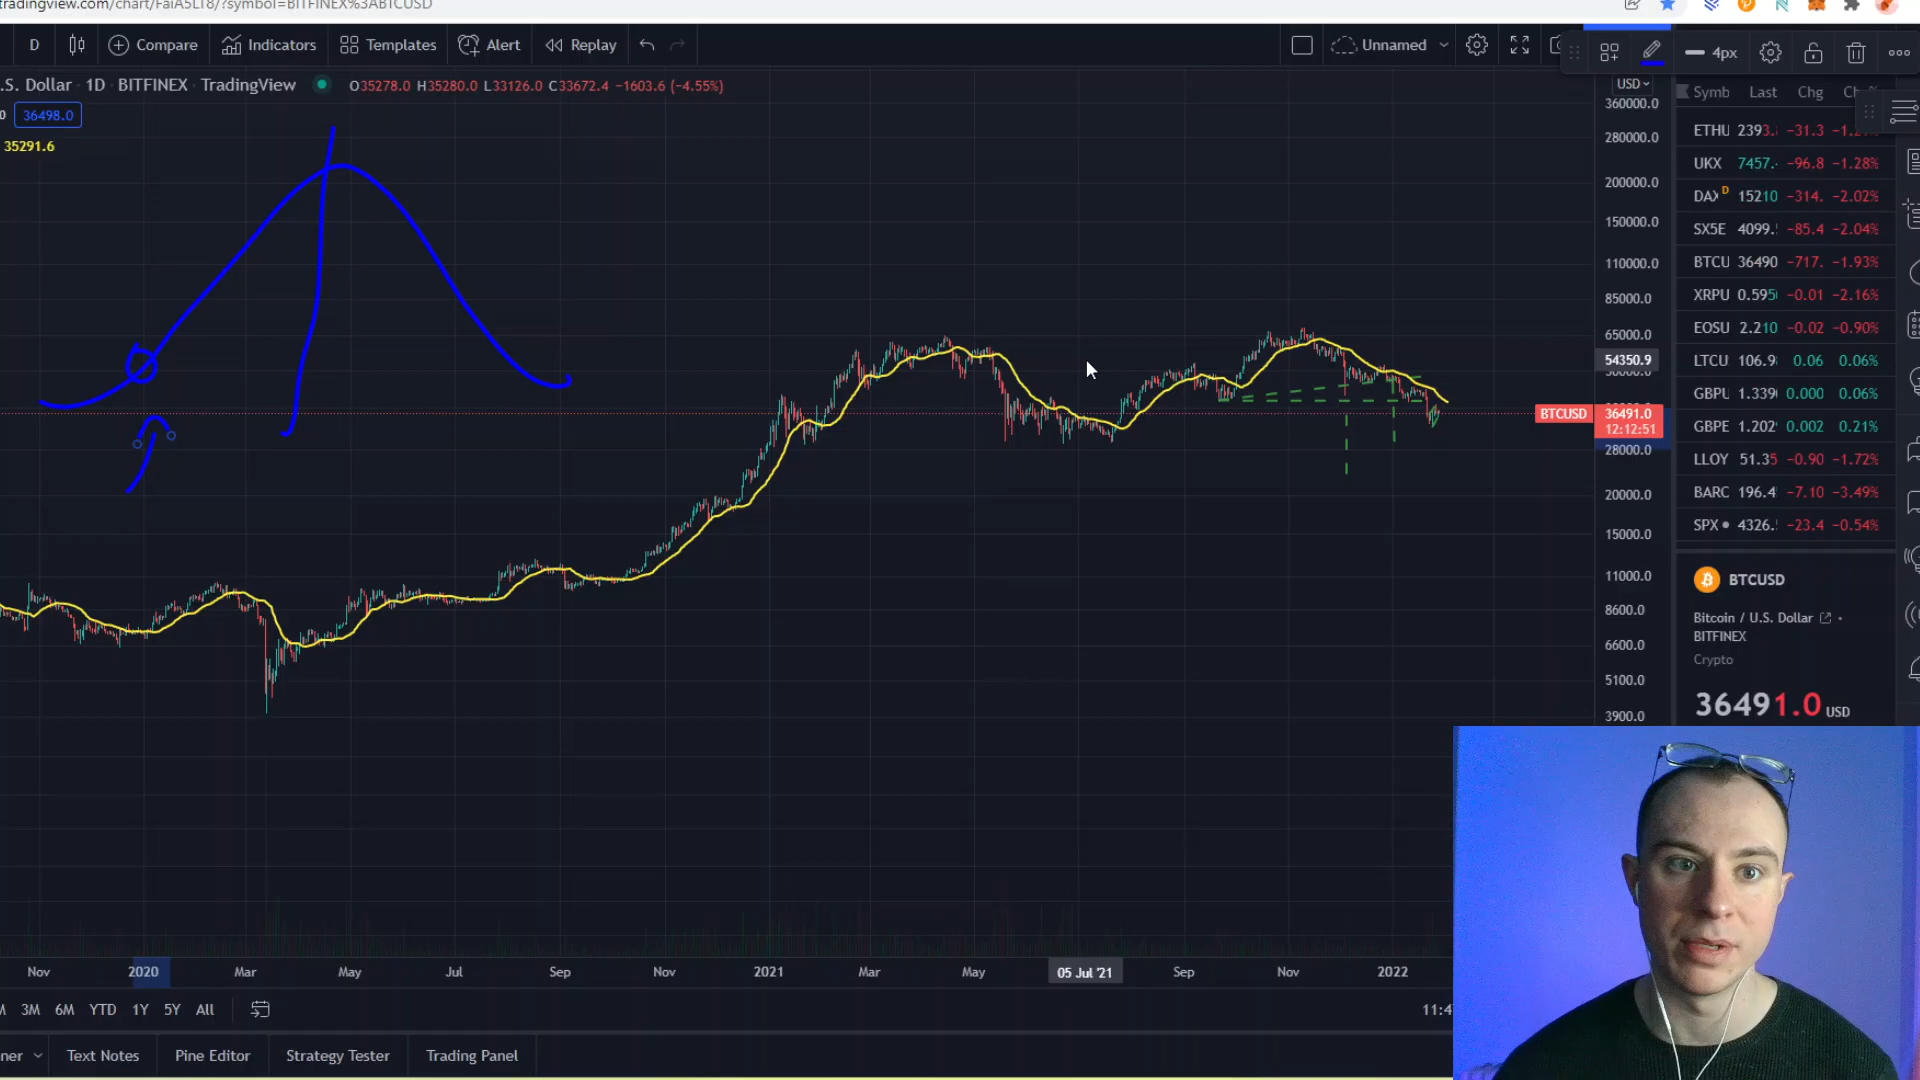 tradingview.com/chart/FaiA5LT8/?symbol=BITFINEX%3ABTCUSD
D Compare Indicators Templates Alert Replay Unnamed 4px
.S. Dollar · 1D · BITFINEX · TradingView O35278.0 H35280.0 L33126.0 C33672.4 −1603.6 (−4.55%)
0 36498.0
35291.6
USD
360000.0
280000.0
200000.0
150000.0
110000.0
85000.0
65000.0
54350.9
BTCUSD 36491.0
12:12:51
28000.0
20000.0
15000.0
11000.0
8600.0
6600.0
5100.0
3900.0
Symb Last Chg
ETHU 2393. −31.3
UKX 7457. −96.8 −1.28%
DAX D 15210 −314. −2.02%
SX5E 4099. −85.4 −2.04%
BTCU 36490 −717. −1.93%
XRPU 0.595 −0.01 −2.16%
EOSU 2.210 −0.02 −0.90%
LTCU 106.9 0.06 0.06%
GBPU 1.339 0.000 0.06%
GBPE 1.202 0.002 0.21%
LLOY 51.35 −0.90 −1.72%
BARC 196.4 −7.10 −3.49%
SPX 4326. −23.4 −0.54%
BTCUSD
Bitcoin / U.S. Dollar
BITFINEX
Crypto
36491.0 USD
Nov 2020 Mar May Jul Sep Nov 2021 Mar May 05 Jul '21 Sep Nov 2022
3M 6M YTD 1Y 5Y All 11:4
ner Text Notes Pine Editor Strategy Tester Trading Panel